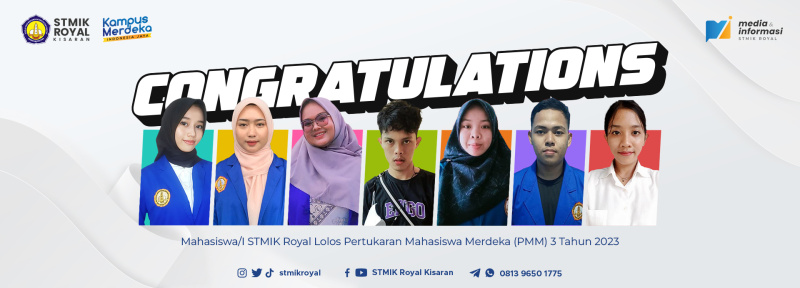 STMIK
ROYAL
KISARAN
Kampus
Merdeka
INDONESIA JAYA
media &
informasi
STMIK ROYAL
CONGRATULATIONS
Mahasiswa/I STMIK Royal Lolos Pertukaran Mahasiswa Merdeka (PMM) 3 Tahun 2023
stmikroyal
STMIK Royal Kisaran
0813 9650 1775